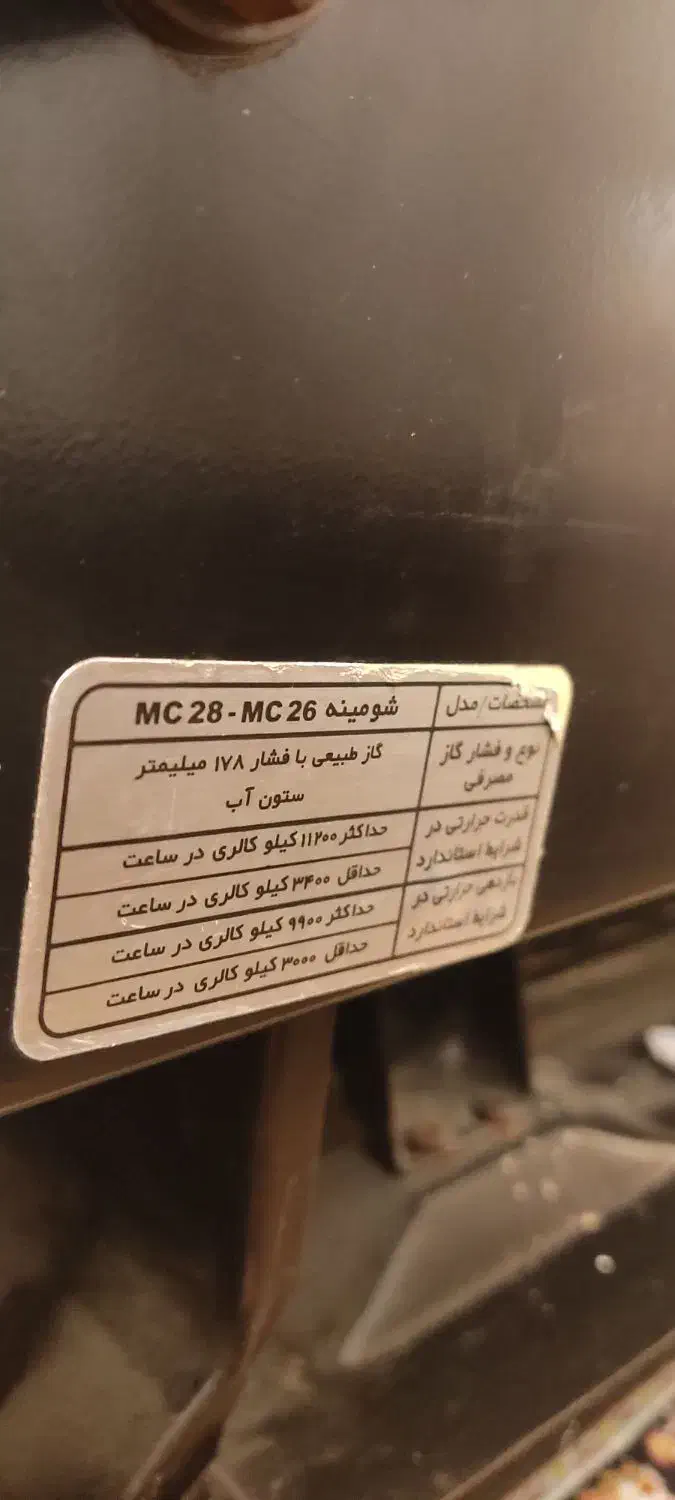 مشخصات/مدل
شومینه MC 28 - MC 26
نوع و فشار گاز
مصرفی
گاز طبیعی با فشار ۱۷۸ میلیمتر
ستون آب
قدرت حرارتی در
شرایط استاندارد
حداکثر ۱۱۲۰۰ کیلو کالری در ساعت
حداقل ۳۴۰۰ کیلو کالری در ساعت
بازدهی حرارتی در
شرایط استاندارد
حداکثر ۹۹۰۰ کیلو کالری در ساعت
حداقل ۳۰۰۰ کیلو کالری در ساعت